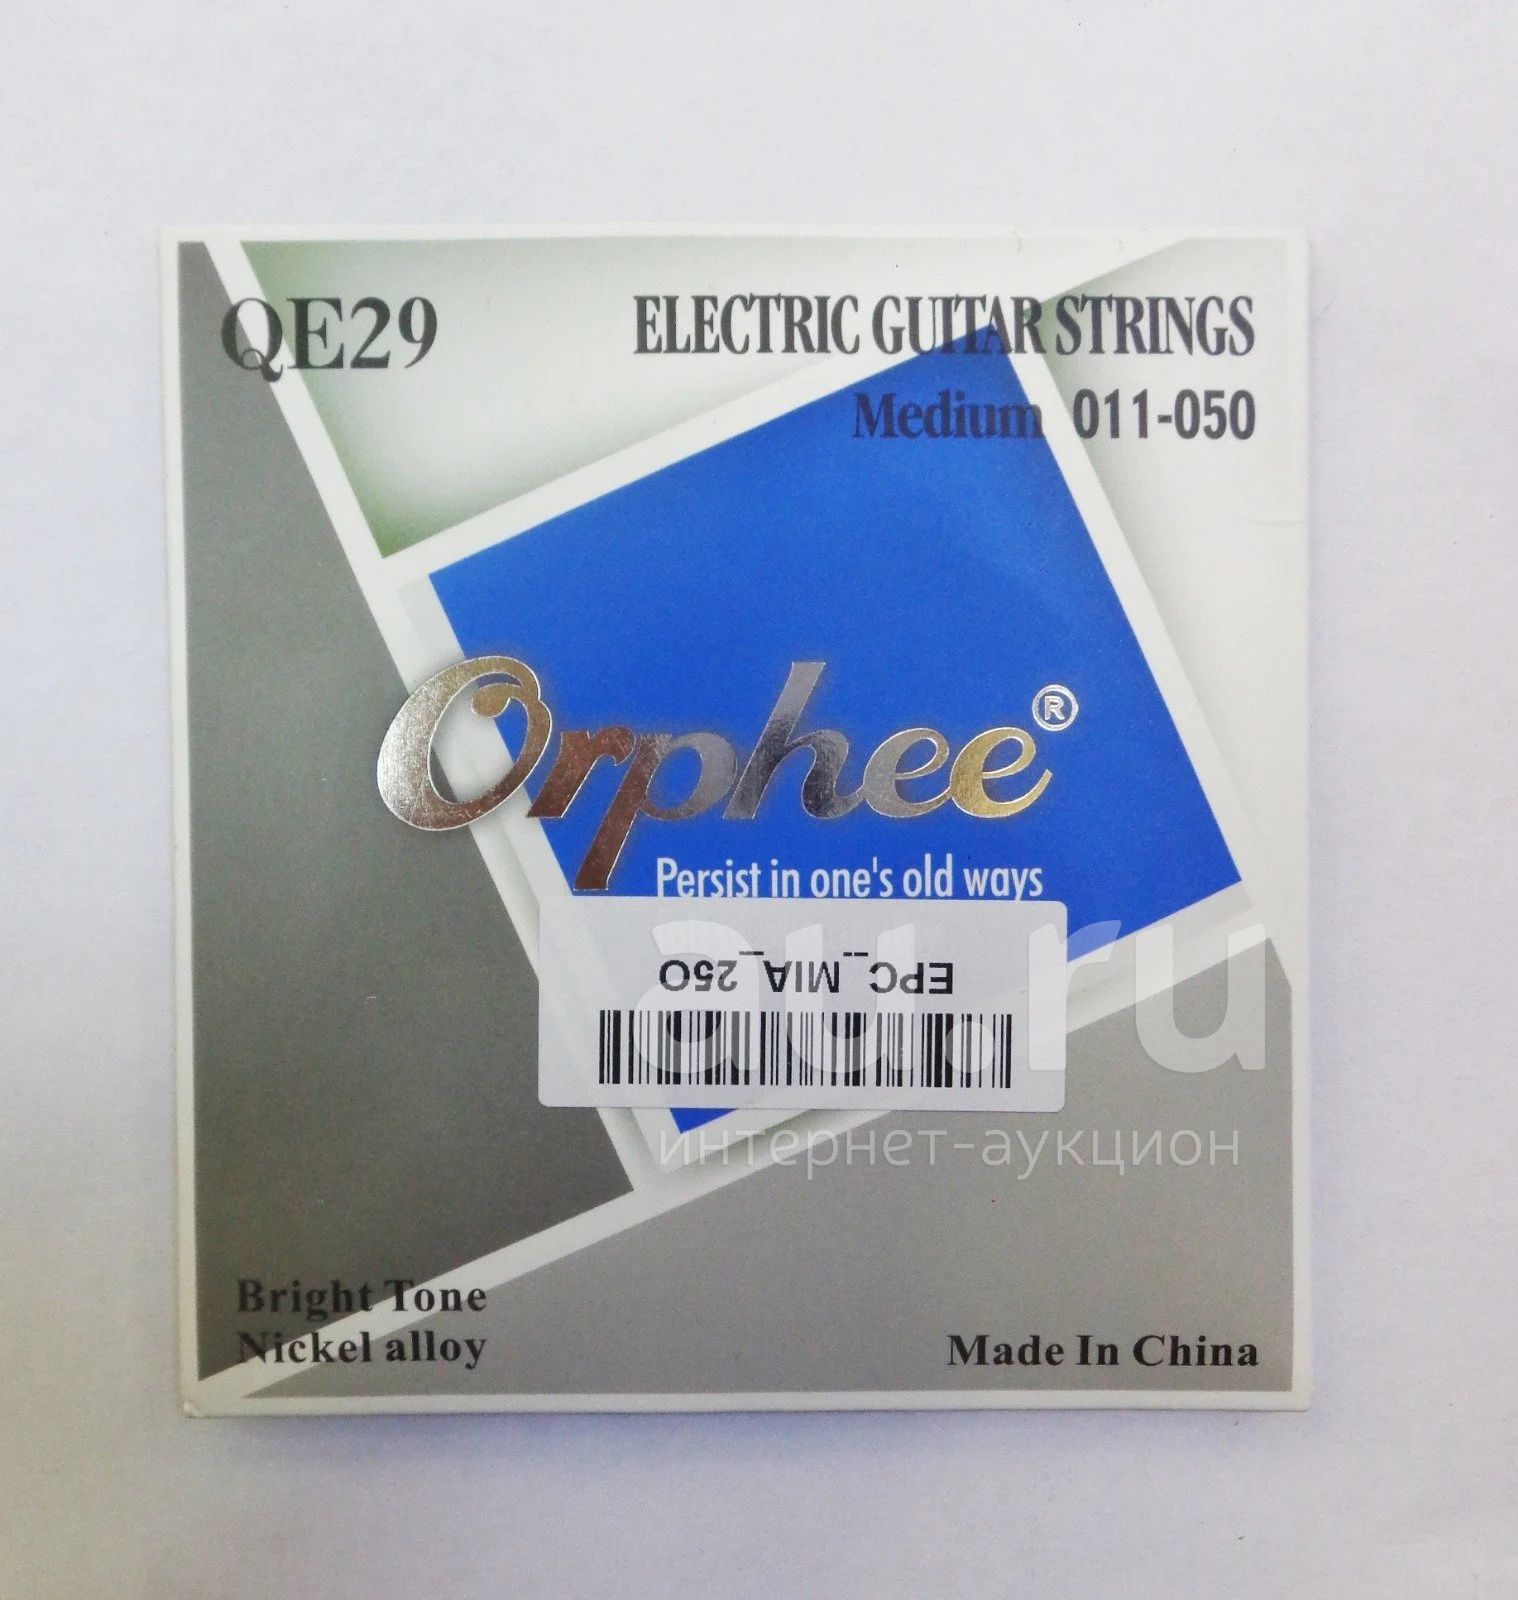 QE29
ELECTRIC GUITAR STRINGS
Medium 011-050
Orphee®
Persist in one's old ways
EPC_MIA_25O
au.ru
интернет-аукцион
Bright Tone
Nickel alloy
Made In China